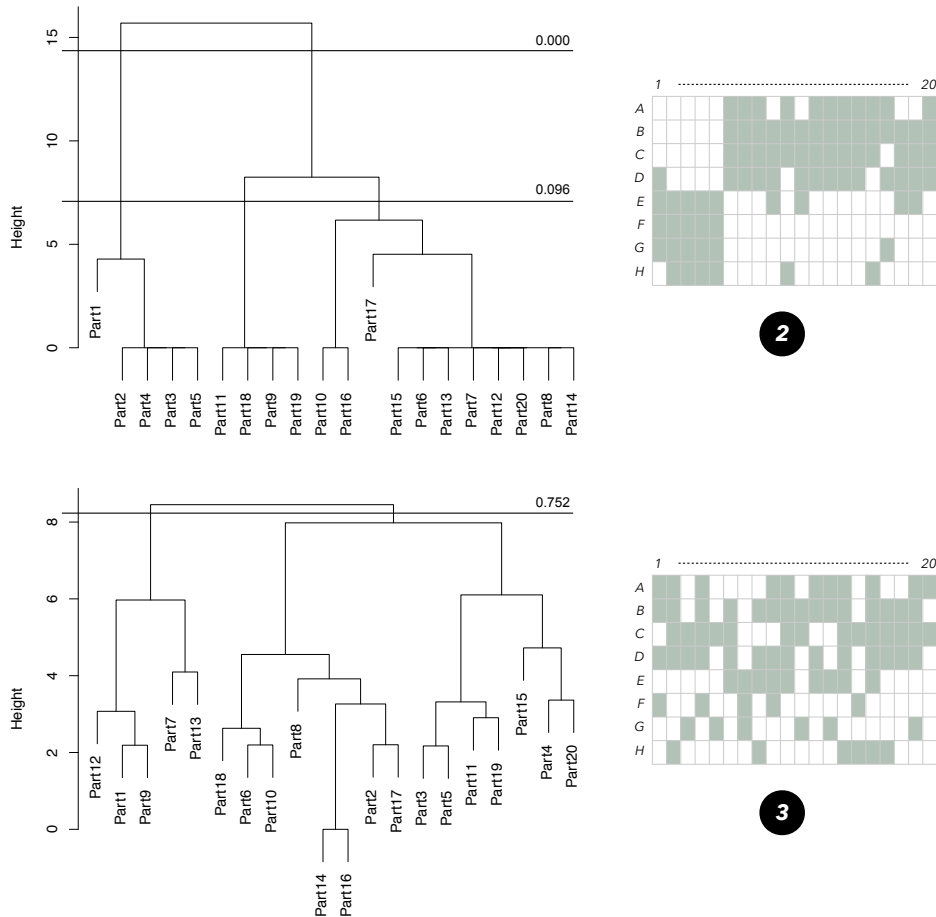 15
10
5
0
Height
0.000
0.096
Part1
Part17
Part2
Part4
Part3
Part5
Part11
Part18
Part9
Part19
Part10
Part16
Part15
Part6
Part13
Part7
Part12
Part20
Part8
Part14
1 20
A
B
C
D
E
F
G
H
2
8
6
4
2
0
Height
0.752
Part12
Part1
Part9
Part7
Part13
Part18
Part6
Part10
Part8
Part14
Part16
Part2
Part17
Part3
Part5
Part11
Part19
Part15
Part4
Part20
1 20
A
B
C
D
E
F
G
H
3